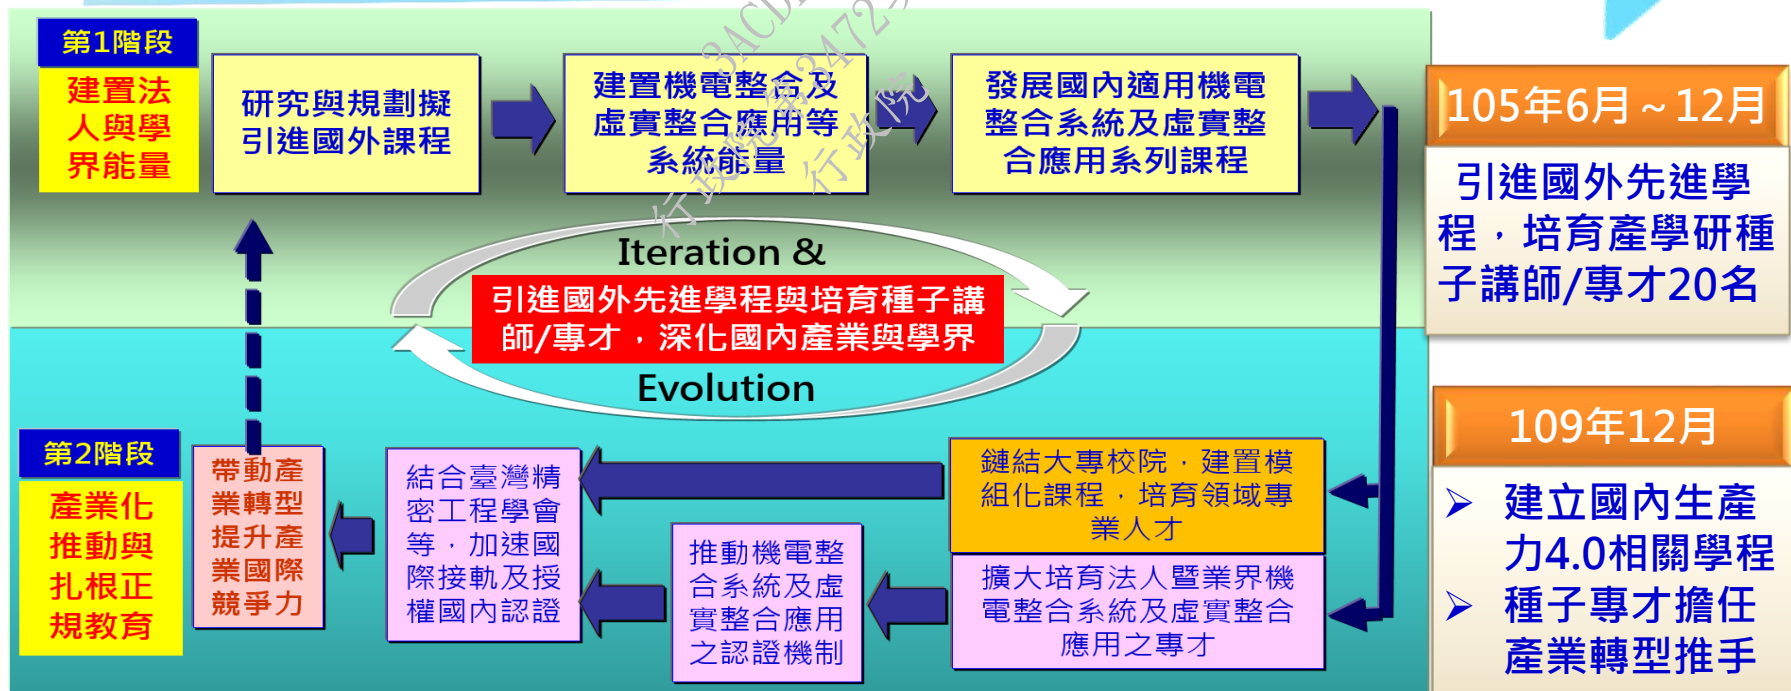 第1階段
建置法
人與學
界能量
研究與規劃擬
引進國外課程
建置機電整合及
虛實整合應用等
系統能量
發展國內適用機電
整合系統及虛實整
合應用系列課程
105年6月～12月
引進國外先進學
程，培育產學研種
子講師/專才20名
Iteration &
引進國外先進學程與培育種子講
師/專才，深化國內產業與學界
Evolution
第2階段
產業化
推動與
扎根正
規教育
帶動產
業轉型
提升產
業國際
競爭力
結合臺灣精
密工程學會
等，加速國
際接軌及授
權國內認證
推動機電整
合系統及虛
實整合應用
之認證機制
鏈結大專校院，建置模
組化課程，培育領域專
業人才
擴大培育法人暨業界機
電整合系統及虛實整合
應用之專才
109年12月
➢ 建立國內生產
力4.0相關學程
➢ 種子專才擔任
產業轉型推手
行政院第3472
行政院